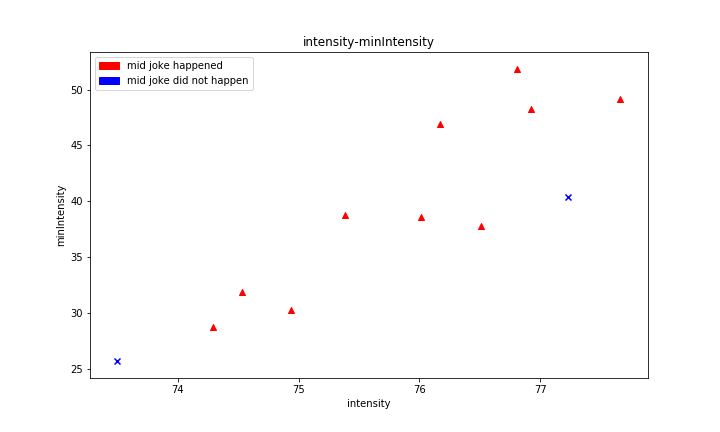 intensity-minIntensity
mid joke happened
mid joke did not happen
50
45
40
35
30
25
minIntensity
74
75
76
77
intensity